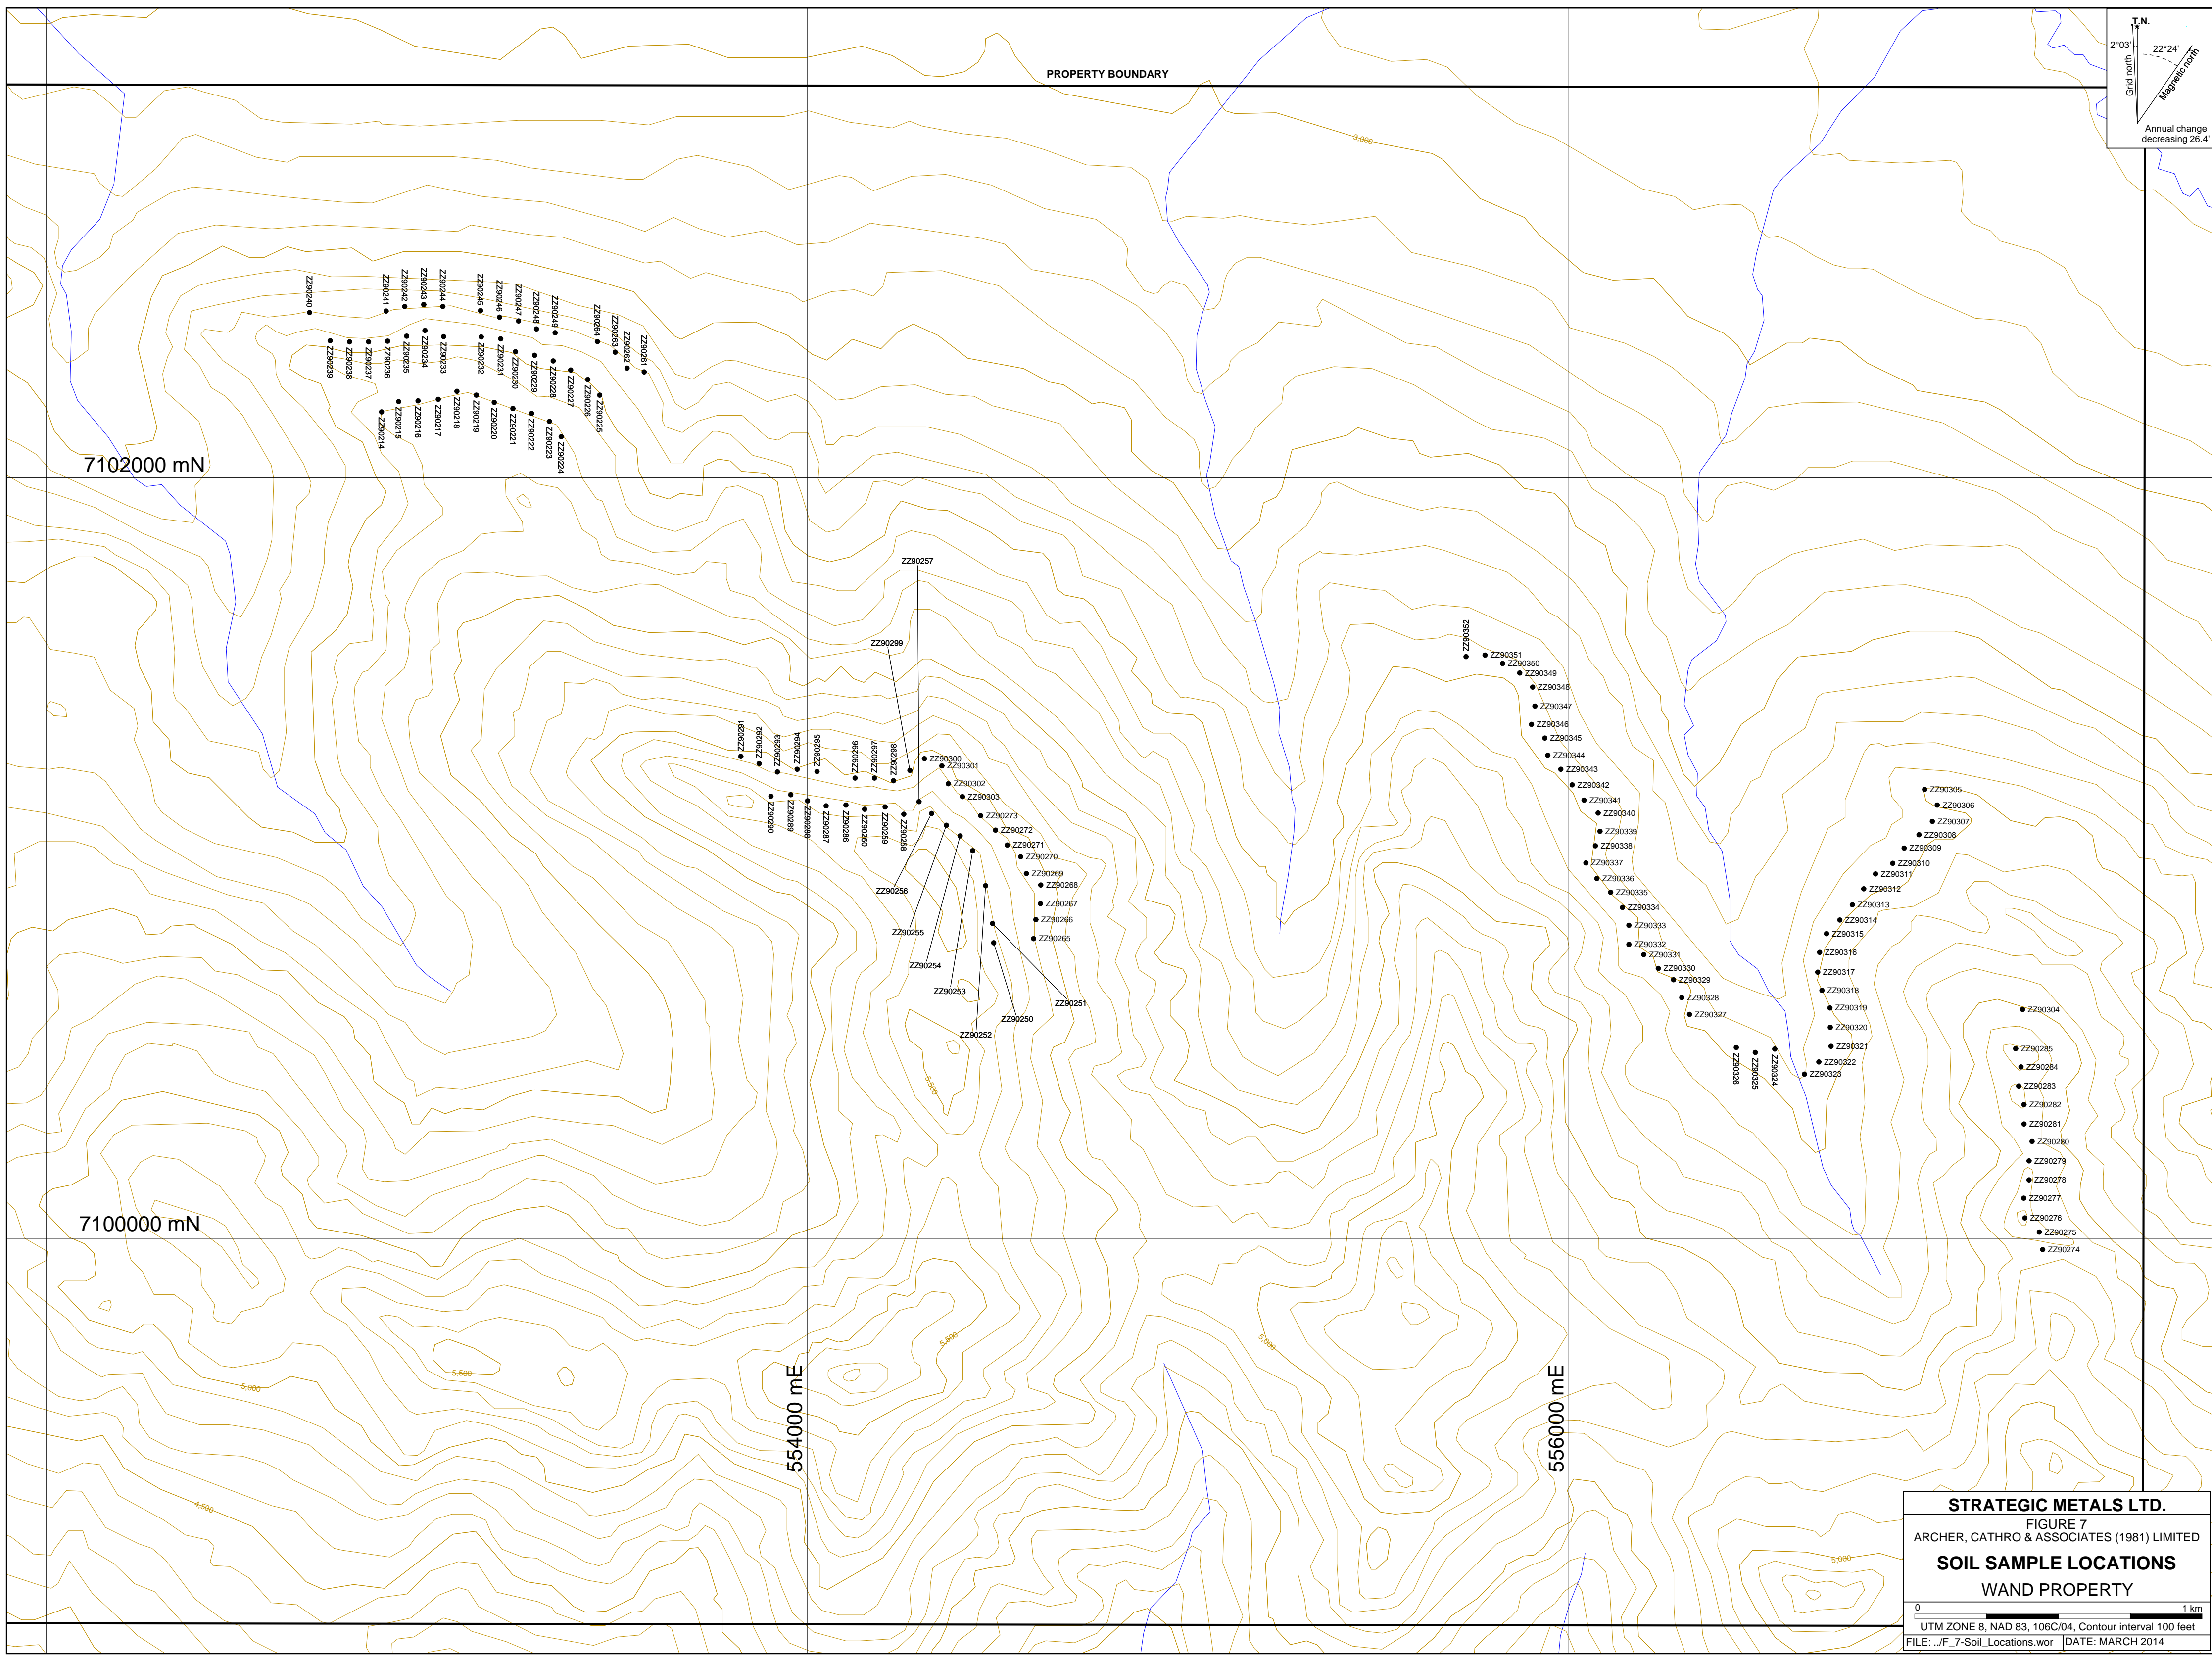 PROPERTY BOUNDARY
T.N.
2°03'
22°24'
Grid north
Magnetic north
Annual change
decreasing 26.4'
3,000
ZZ90240
ZZ90241
ZZ90242
ZZ90243
ZZ90244
ZZ90245
ZZ90246
ZZ90247
ZZ90248
ZZ90249
ZZ90264
ZZ90263
ZZ90262
ZZ90261
ZZ90239
ZZ90238
ZZ90237
ZZ90236
ZZ90235
ZZ90234
ZZ90233
ZZ90232
ZZ90231
ZZ90230
ZZ90229
ZZ90228
ZZ90227
ZZ90226
ZZ90225
ZZ90214
ZZ90215
ZZ90216
ZZ90217
ZZ90218
ZZ90219
ZZ90220
ZZ90221
ZZ90222
ZZ90223
ZZ90224
7102000 mN
ZZ90257
ZZ90299
ZZ90291
ZZ90292
ZZ90293
ZZ90294
ZZ90295
ZZ90296
ZZ90297
ZZ90298
ZZ90300
ZZ90301
ZZ90302
ZZ90303
ZZ90273
ZZ90272
ZZ90271
ZZ90270
ZZ90269
ZZ90268
ZZ90267
ZZ90266
ZZ90265
ZZ90290
ZZ90289
ZZ90288
ZZ90287
ZZ90286
ZZ90260
ZZ90259
ZZ90258
ZZ90256
ZZ90255
ZZ90254
ZZ90253
ZZ90252
ZZ90250
ZZ90251
5,500
ZZ90352
ZZ90351
ZZ90350
ZZ90349
ZZ90348
ZZ90347
ZZ90346
ZZ90345
ZZ90344
ZZ90343
ZZ90342
ZZ90341
ZZ90340
ZZ90339
ZZ90338
ZZ90337
ZZ90336
ZZ90335
ZZ90334
ZZ90333
ZZ90332
ZZ90331
ZZ90330
ZZ90329
ZZ90328
ZZ90327
ZZ90326
ZZ90325
ZZ90324
ZZ90305
ZZ90306
ZZ90307
ZZ90308
ZZ90309
ZZ90310
ZZ90311
ZZ90312
ZZ90313
ZZ90314
ZZ90315
ZZ90316
ZZ90317
ZZ90318
ZZ90319
ZZ90320
ZZ90321
ZZ90322
ZZ90323
ZZ90304
ZZ90285
ZZ90284
ZZ90283
ZZ90282
ZZ90281
ZZ90280
ZZ90279
ZZ90278
ZZ90277
ZZ90276
ZZ90275
ZZ90274
7100000 mN
5,500
5,000
5,500
5,000
4,500
5,000
554000 mE
556000 mE
STRATEGIC METALS LTD.
FIGURE 7
ARCHER, CATHRO & ASSOCIATES (1981) LIMITED
SOIL SAMPLE LOCATIONS
WAND PROPERTY
0 1 km
UTM ZONE 8, NAD 83, 106C/04, Contour interval 100 feet
FILE: ../F_7-Soil_Locations.wor DATE: MARCH 2014